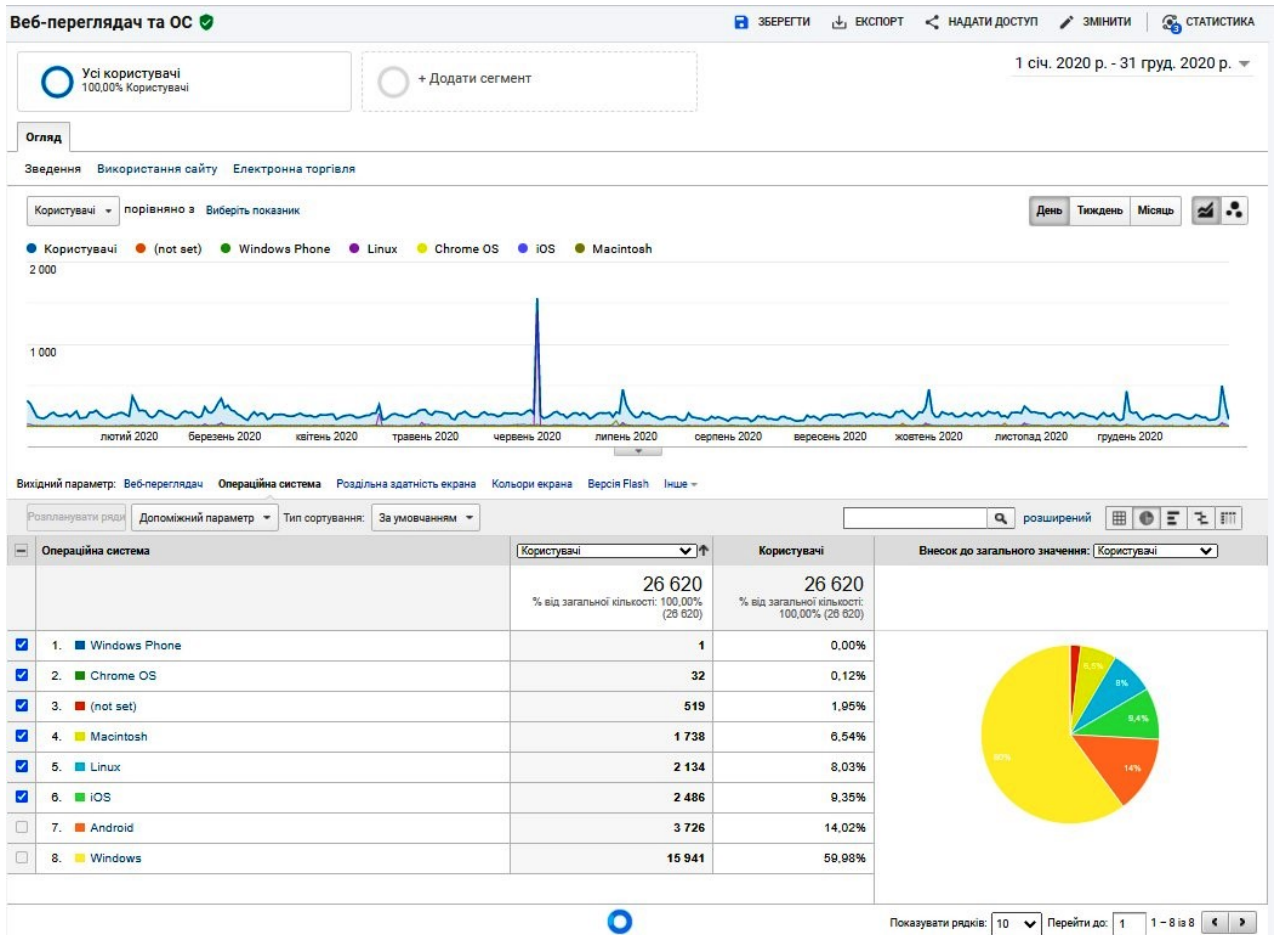 Веб-переглядач та ОС
ЗБЕРЕГТИ ЕКСПОРТ НАДАТИ ДОСТУП ЗМІНИТИ 3 СТАТИСТИКА
Усі користувачі
100,00% Користувачі
+ Додати сегмент
1 січ. 2020 р. - 31 груд. 2020 р.
Огляд
Зведення Використання сайту Електронна торгівля
Користувачі порівняно з Виберіть показник
День Тиждень Місяць
Користувачі (not set) Windows Phone Linux Chrome OS iOS Macintosh
2 000
1 000
лютий 2020 березень 2020 квітень 2020 травень 2020 червень 2020 липень 2020 серпень 2020 вересень 2020 жовтень 2020 листопад 2020 грудень 2020
Вихідний параметр: Веб-переглядач Операційна система Роздільна здатність екрана Кольори екрана Версія Flash Інше
Розпланувати ряди Допоміжний параметр Тип сортування: За умовчанням розширений
Операційна система Користувачі Користувачі Внесок до загального значення: Користувачі
26 620 26 620
% від загальної кількості: 100,00% (26 620) % від загальної кількості: 100,00% (26 620)
1. Windows Phone 1 0,00%
2. Chrome OS 32 0,12%
3. (not set) 519 1,95%
4. Macintosh 1 738 6,54%
5. Linux 2 134 8,03%
6. iOS 2 486 9,35%
7. Android 3 726 14,02%
8. Windows 15 941 59,98%
6,5%
8%
9,4%
14%
60%
Показувати рядків: 10 Перейти до: 1 1 – 8 із 8